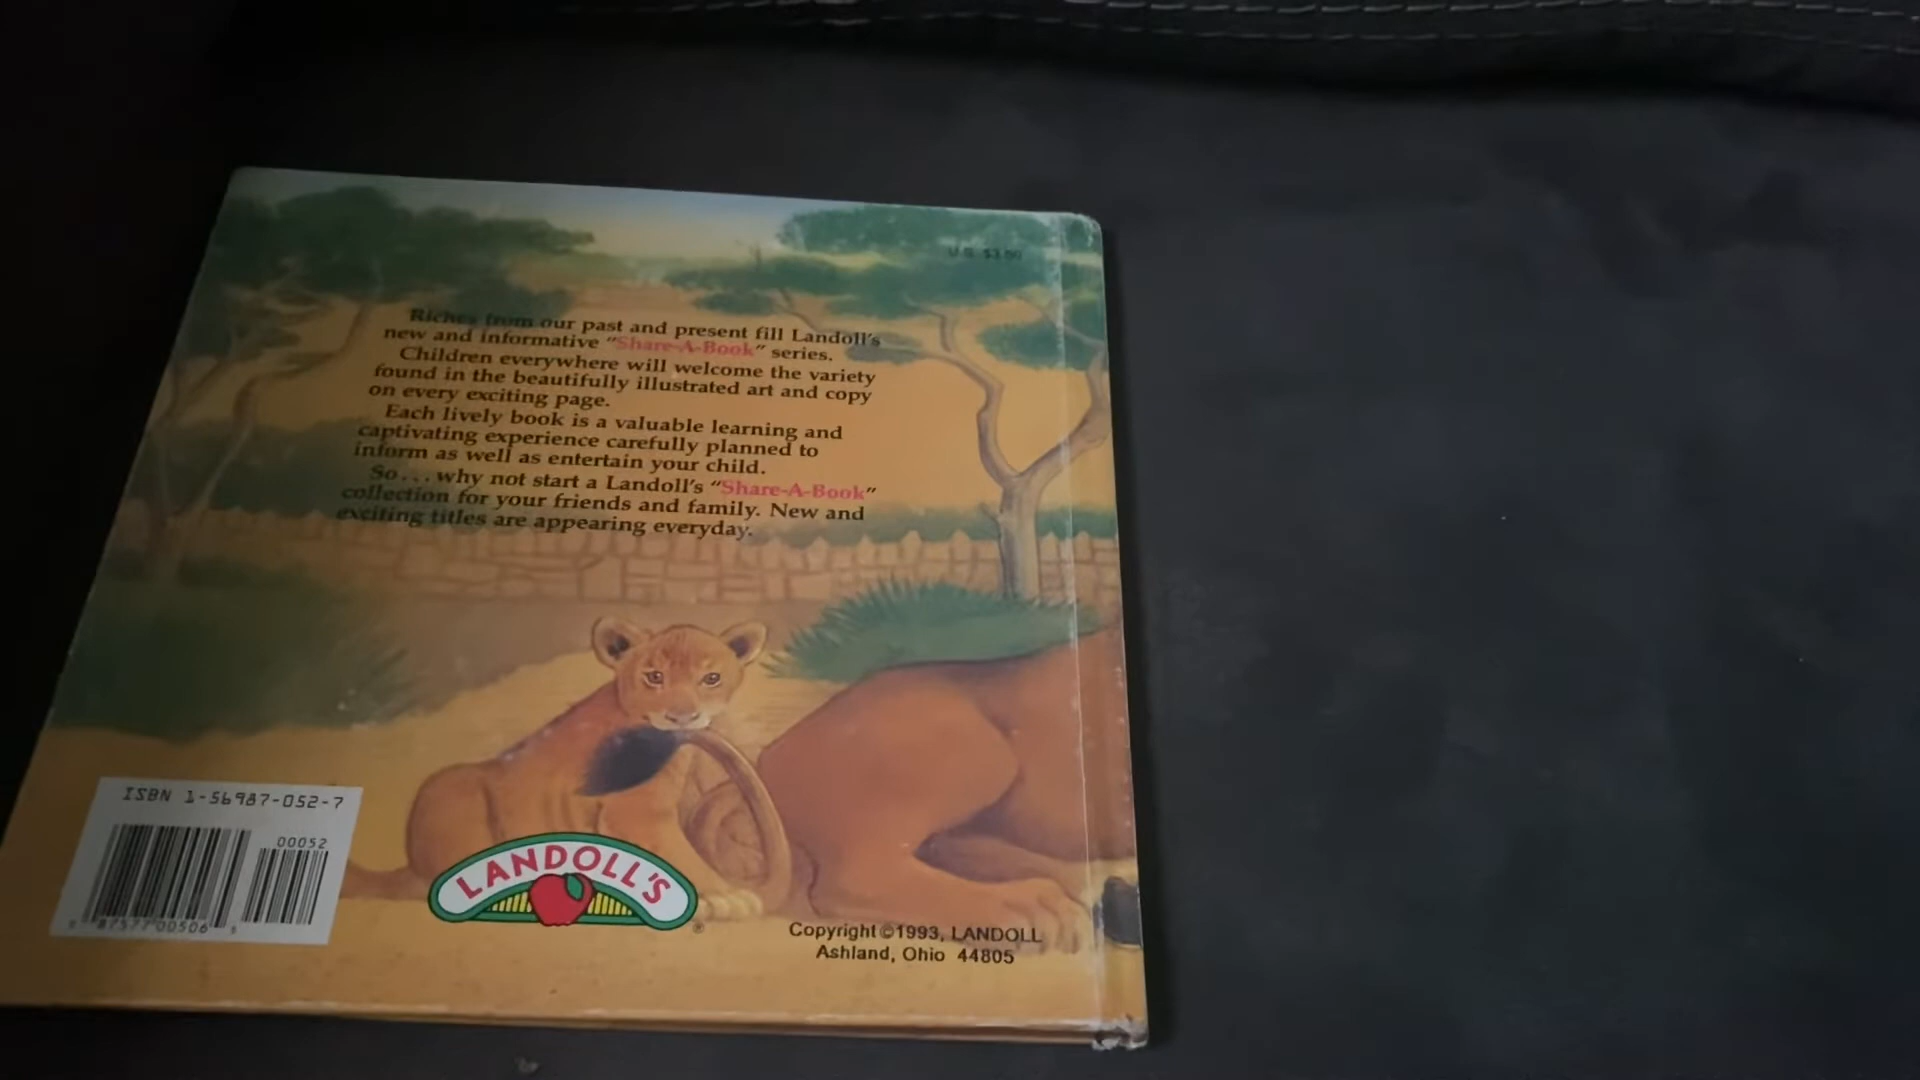 U.S. $3.00
Riches from our past and present fill Landoll's
new and informative "Share-A-Book" series.
Children everywhere will welcome the variety
found in the beautifully illustrated art and copy
on every exciting page.
Each lively book is a valuable learning and
captivating experience carefully planned to
inform as well as entertain your child.
So... why not start a Landoll's "Share-A-Book"
collection for your friends and family. New and
exciting titles are appearing everyday.
ISBN 1-56987-052-7
00052
87577 00506
LANDOLL'S
®
Copyright ©1993, LANDOLL
Ashland, Ohio 44805